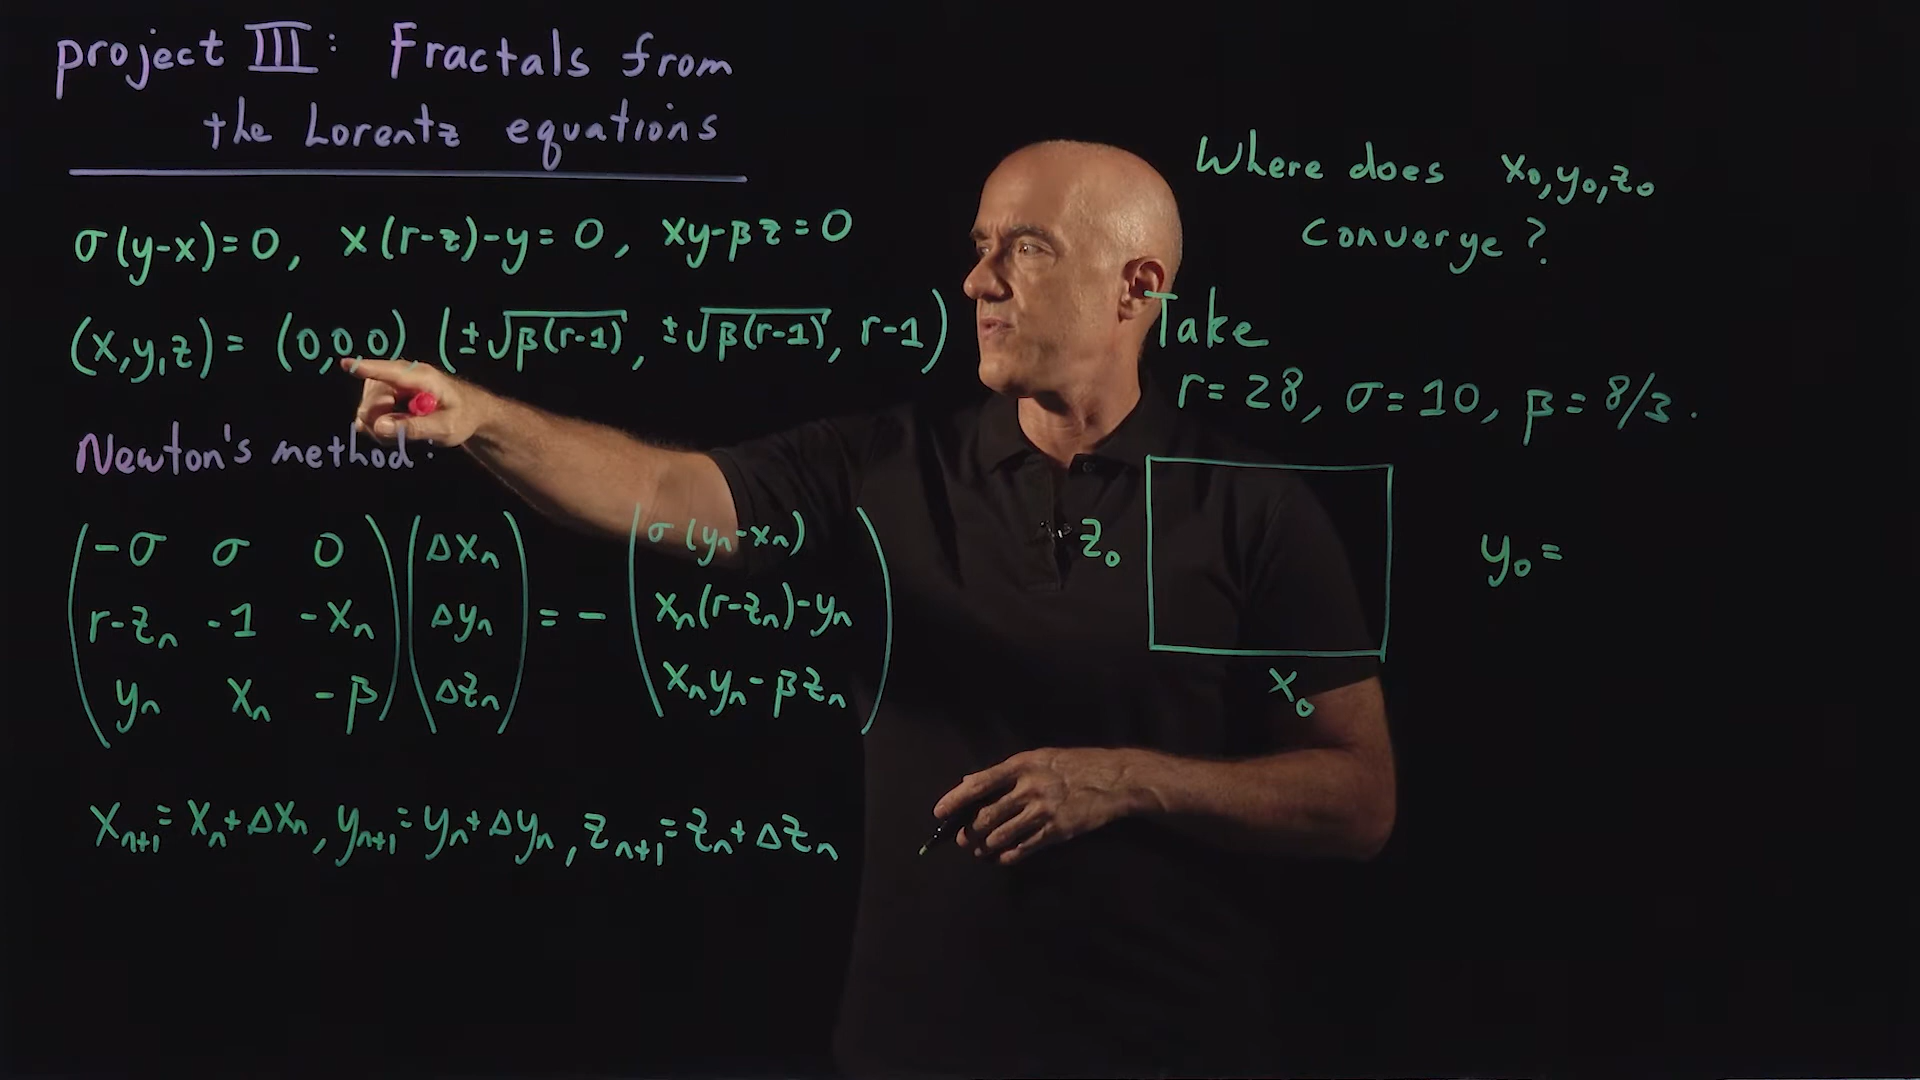 project III: Fractals from
the Lorentz equations
σ(y-x)=0, x(r-z)-y=0, xy-βz=0
(x,y,z)= (0,0,0), (±√β(r-1), ±√β(r-1), r-1)
Newton's method:
(-σ σ 0) (Δxn) (σ(yn-xn))
(r-zn -1 -xn) (Δyn) = - (xn(r-zn)-yn)
(yn xn -β) (Δzn) (xnyn-βzn)
xn+1=xn+Δxn, yn+1=yn+Δyn, zn+1=zn+Δzn
Where does x0,y0,z0
converge?
Take
r=28, σ=10, β=8/3.
z0
y0=
x0